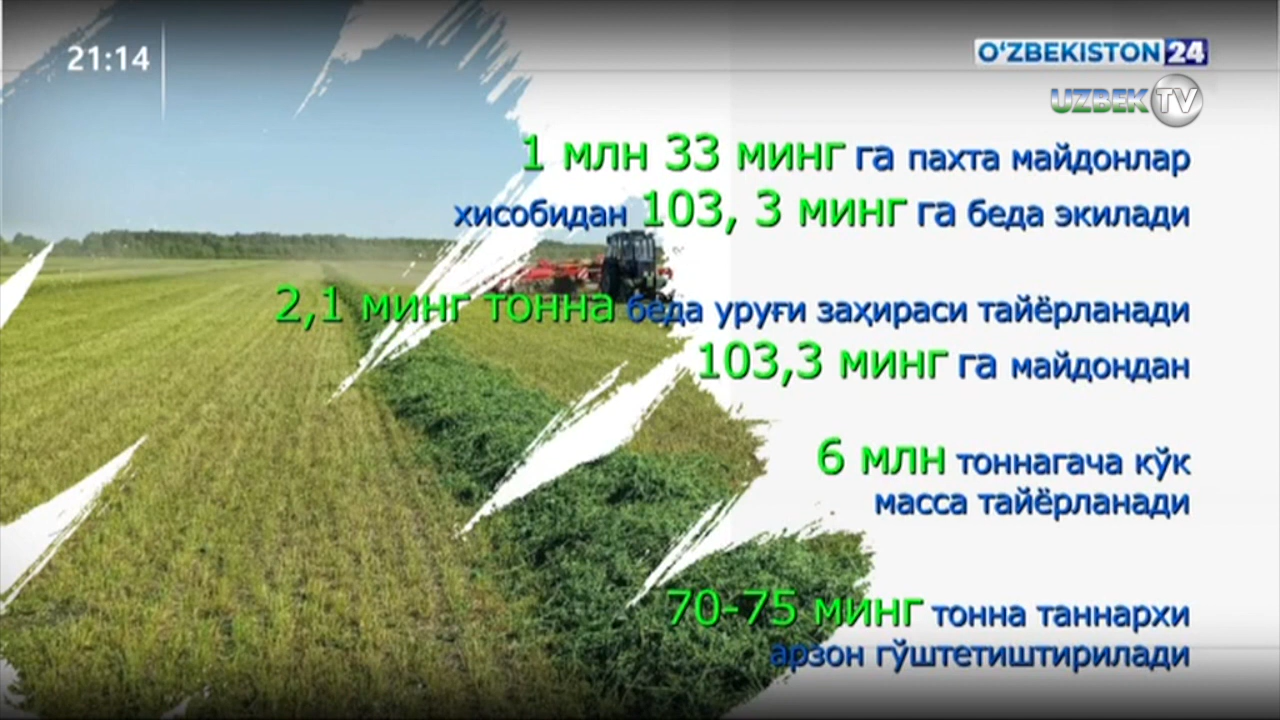 21:14
O‘ZBEKISTON 24
UZBEK TV
1 млн 33 минг га пахта майдонлар
хисобидан 103, 3 минг га беда экилади
2,1 минг тонна беда уруғи заҳираси тайёрланади
103,3 минг га майдондан
6 млн тоннагача кўк
масса тайёрланади
70-75 минг тонна таннархи
арзон гўштетиштирилади